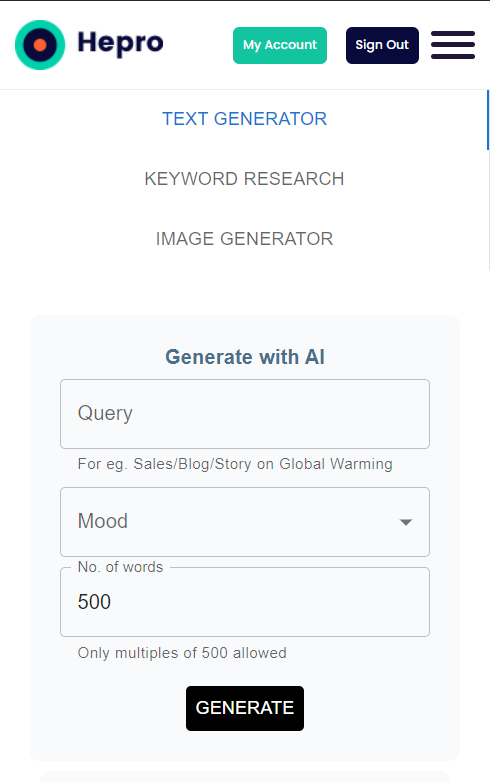 Hepro
My Account
Sign Out
TEXT GENERATOR
KEYWORD RESEARCH
IMAGE GENERATOR
Generate with AI
Query
For eg. Sales/Blog/Story on Global Warming
Mood
No. of words
500
Only multiples of 500 allowed
GENERATE